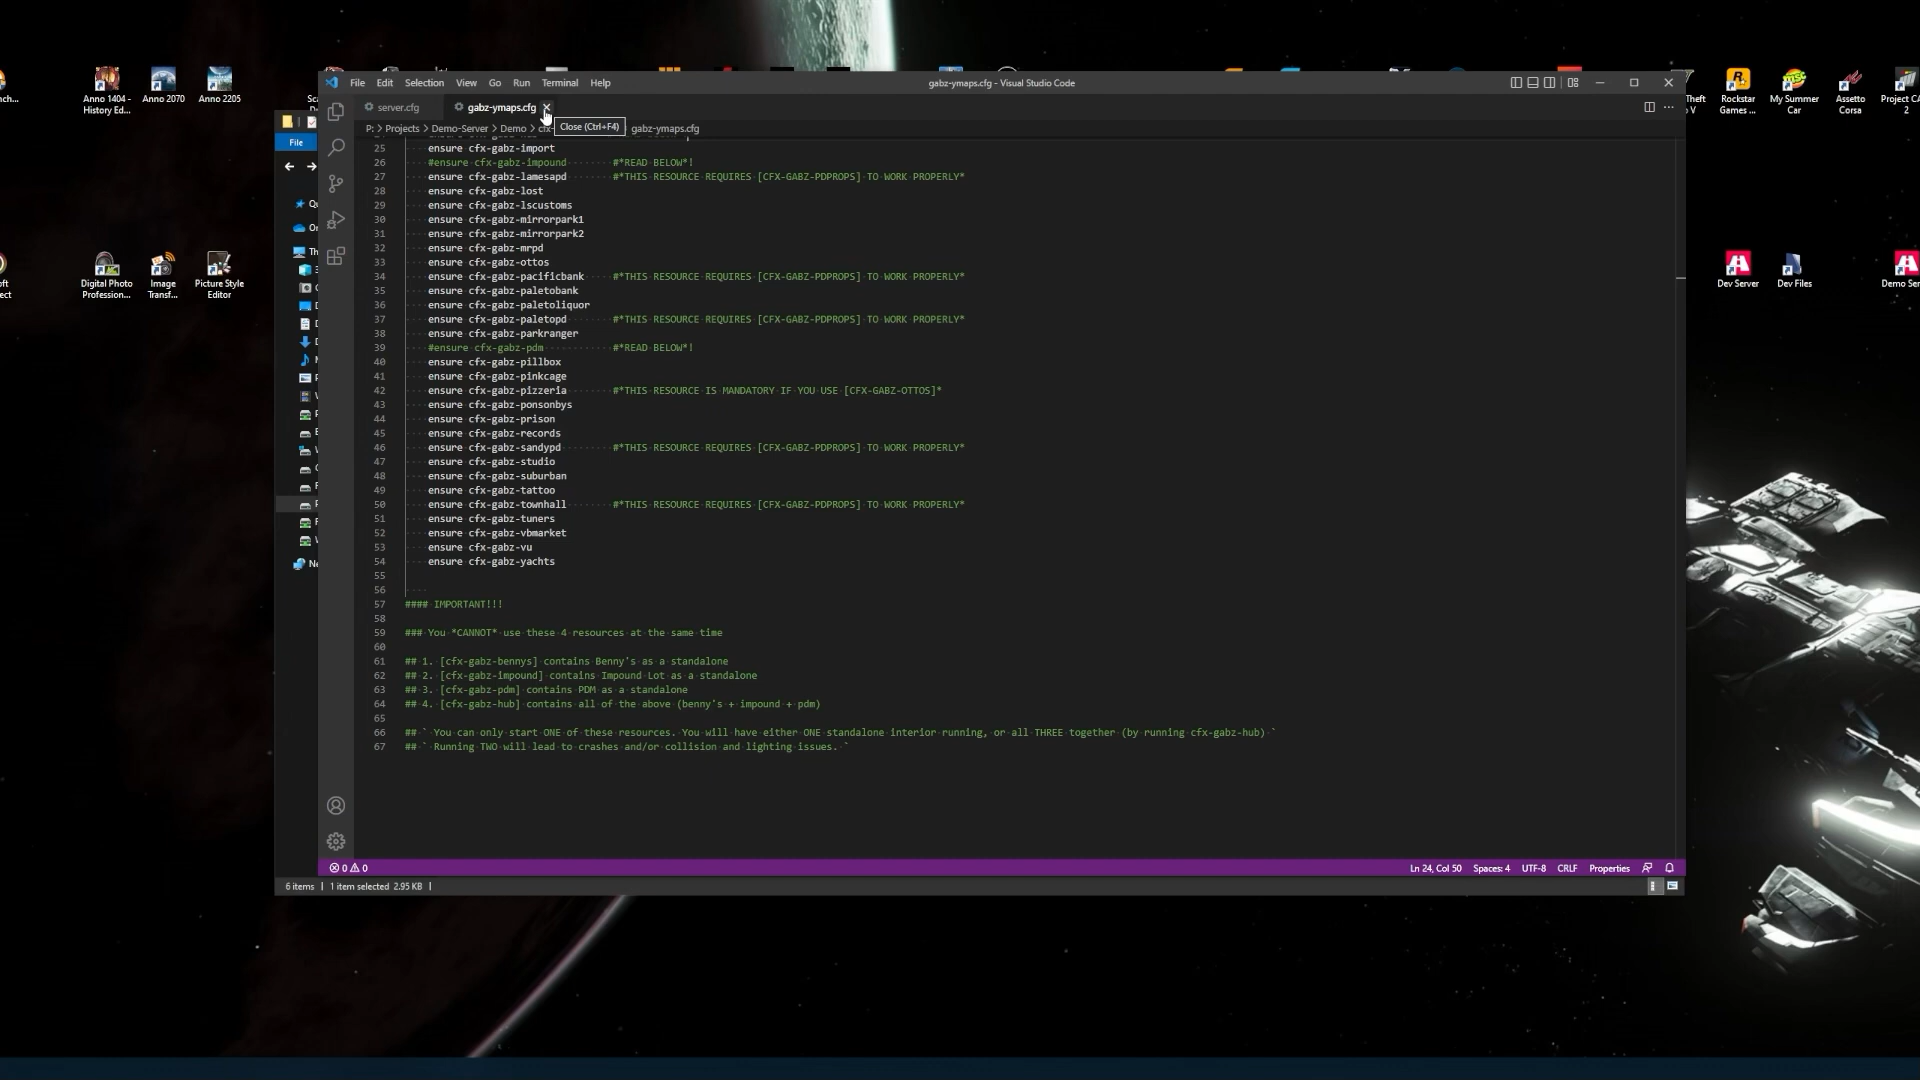 Anno 1404 -
History Ed...
Anno 2070
Anno 2205
Digital Photo
Profession...
Image
Transf...
Picture Style
Editor
File Edit Selection View Go Run Terminal Help
gabz-ymaps.cfg - Visual Studio Code
server.cfg
gabz-ymaps.cfg
P: > Projects > Demo-Server > Demo >
gabz-ymaps.cfg
Close (Ctrl+F4)
File
25 ensure cfx-gabz-import
26 #ensure cfx-gabz-impound #*READ BELOW*!
27 ensure cfx-gabz-lamesapd #*THIS RESOURCE REQUIRES [CFX-GABZ-PDPROPS] TO WORK PROPERLY*
28 ensure cfx-gabz-lost
29 ensure cfx-gabz-lscustoms
30 ensure cfx-gabz-mirrorpark1
31 ensure cfx-gabz-mirrorpark2
32 ensure cfx-gabz-mrpd
33 ensure cfx-gabz-ottos
34 ensure cfx-gabz-pacificbank #*THIS RESOURCE REQUIRES [CFX-GABZ-PDPROPS] TO WORK PROPERLY*
35 ensure cfx-gabz-paletobank
36 ensure cfx-gabz-paletoliquor
37 ensure cfx-gabz-paletopd #*THIS RESOURCE REQUIRES [CFX-GABZ-PDPROPS] TO WORK PROPERLY*
38 ensure cfx-gabz-parkranger
39 #ensure cfx-gabz-pdm #*READ BELOW*!
40 ensure cfx-gabz-pillbox
41 ensure cfx-gabz-pinkcage
42 ensure cfx-gabz-pizzeria #*THIS RESOURCE IS MANDATORY IF YOU USE [CFX-GABZ-OTTOS]*
43 ensure cfx-gabz-ponsonbys
44 ensure cfx-gabz-prison
45 ensure cfx-gabz-records
46 ensure cfx-gabz-sandypd #*THIS RESOURCE REQUIRES [CFX-GABZ-PDPROPS] TO WORK PROPERLY*
47 ensure cfx-gabz-studio
48 ensure cfx-gabz-suburban
49 ensure cfx-gabz-tattoo
50 ensure cfx-gabz-townhall #*THIS RESOURCE REQUIRES [CFX-GABZ-PDPROPS] TO WORK PROPERLY*
51 ensure cfx-gabz-tuners
52 ensure cfx-gabz-vbmarket
53 ensure cfx-gabz-vu
54 ensure cfx-gabz-yachts
55
56
57 #### IMPORTANT!!!
58
59 ### You *CANNOT* use these 4 resources at the same time
60
61 ## 1. [cfx-gabz-bennys] contains Benny's as a standalone
62 ## 2. [cfx-gabz-impound] contains Impound Lot as a standalone
63 ## 3. [cfx-gabz-pdm] contains PDM as a standalone
64 ## 4. [cfx-gabz-hub] contains all of the above (benny's + impound + pdm)
65
66 ## ` You can only start ONE of these resources. You will have either ONE standalone interior running, or all THREE together (by running cfx-gabz-hub) `
67 ## ` Running TWO will lead to crashes and/or collision and lighting issues. `
0 0
Ln 24, Col 50 Spaces: 4 UTF-8 CRLF Properties
6 items | 1 item selected 2.95 KB |
Theft
Rockstar
Games ...
My Summer
Car
Assetto
Corsa
Project CA
2
Dev Server
Dev Files
Demo Ser